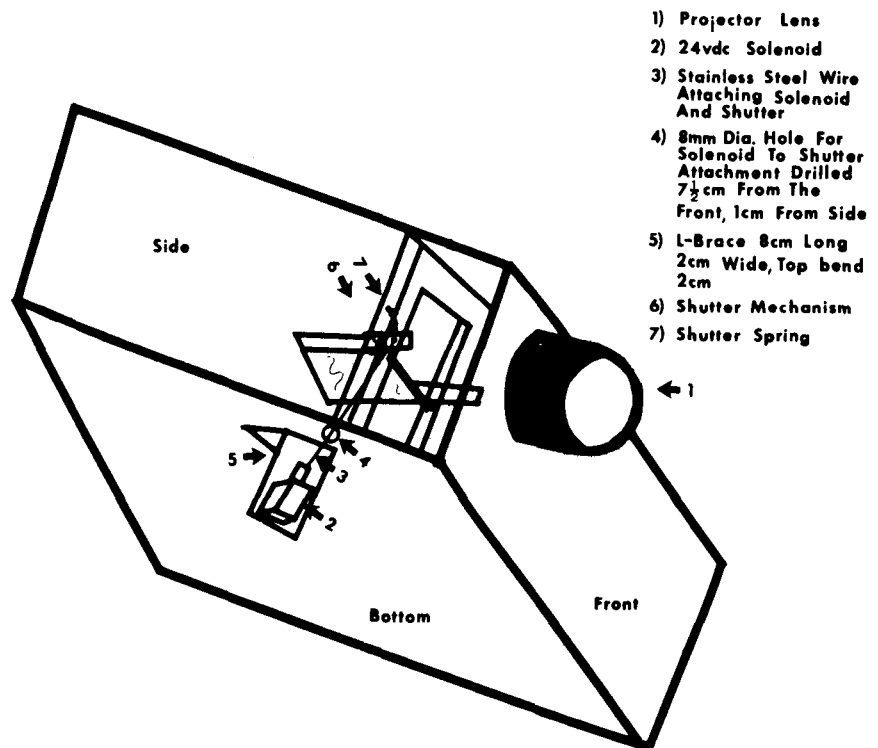 1) Projector Lens
2) 24vdc Solenoid
3) Stainless Steel Wire
Attaching Solenoid
And Shutter
4) 8mm Dia. Hole For
Solenoid To Shutter
Attachment Drilled
7½cm From The
Front, 1cm From Side
5) L-Brace 8cm Long
2cm Wide, Top bend
2cm
6) Shutter Mechanism
7) Shutter Spring
Side
6
7
1
5
4
3
2
Bottom
Front